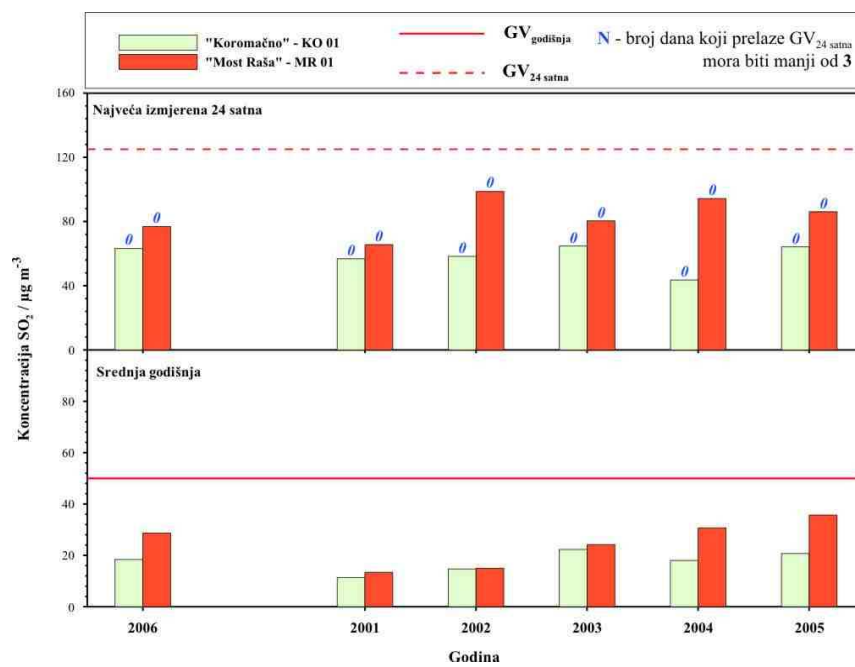 "Koromačno" - KO 01
"Most Raša" - MR 01
GVgodišnja
GV24 satna
N - broj dana koji prelaze GV24 satna
mora biti manji od 3
Najveća izmjerena 24 satna
160
120
80
40
0
0 0 0 0 0 0 0 0 0 0 0 0
Koncentracija SO2 / µg m-3
Srednja godišnja
80
60
40
20
0
2006 2001 2002 2003 2004 2005
Godina